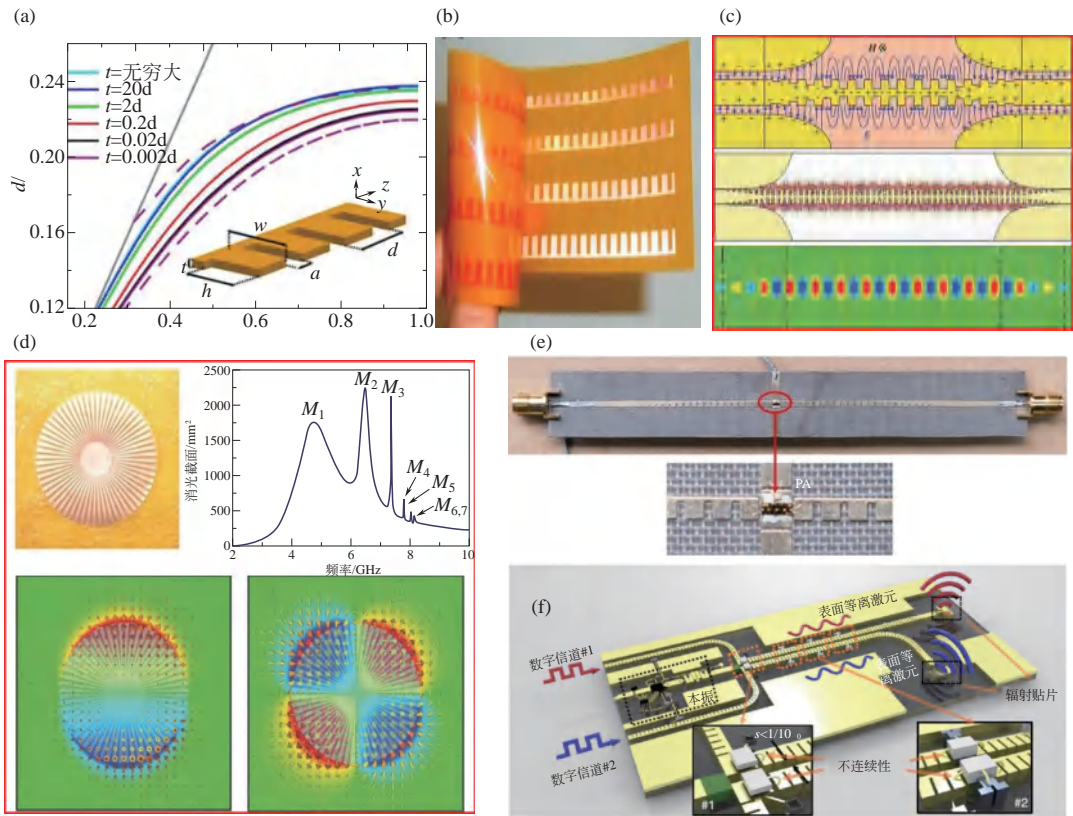 (a)
t=无穷大
t=20d
t=2d
t=0.2d
t=0.02d
t=0.002d
0.24
0.20
0.16
0.12
d/
0.2
0.4
0.6
0.8
1.0
x
z
y
w
d
a
t
h
(b)
(c)
H⊗
(d)
2500
2000
1500
1000
500
0
消光截面/mm²
M₁
M₂
M₃
M₄
M₅
M₆,₇
2
4
6
8
10
频率/GHz
(e)
PA
(f)
表面等离激元
数字信道#1
本振
表面等
离激元
辐射贴片
数字信道#2
s<1/10 ₀
不连续性
#1
#2